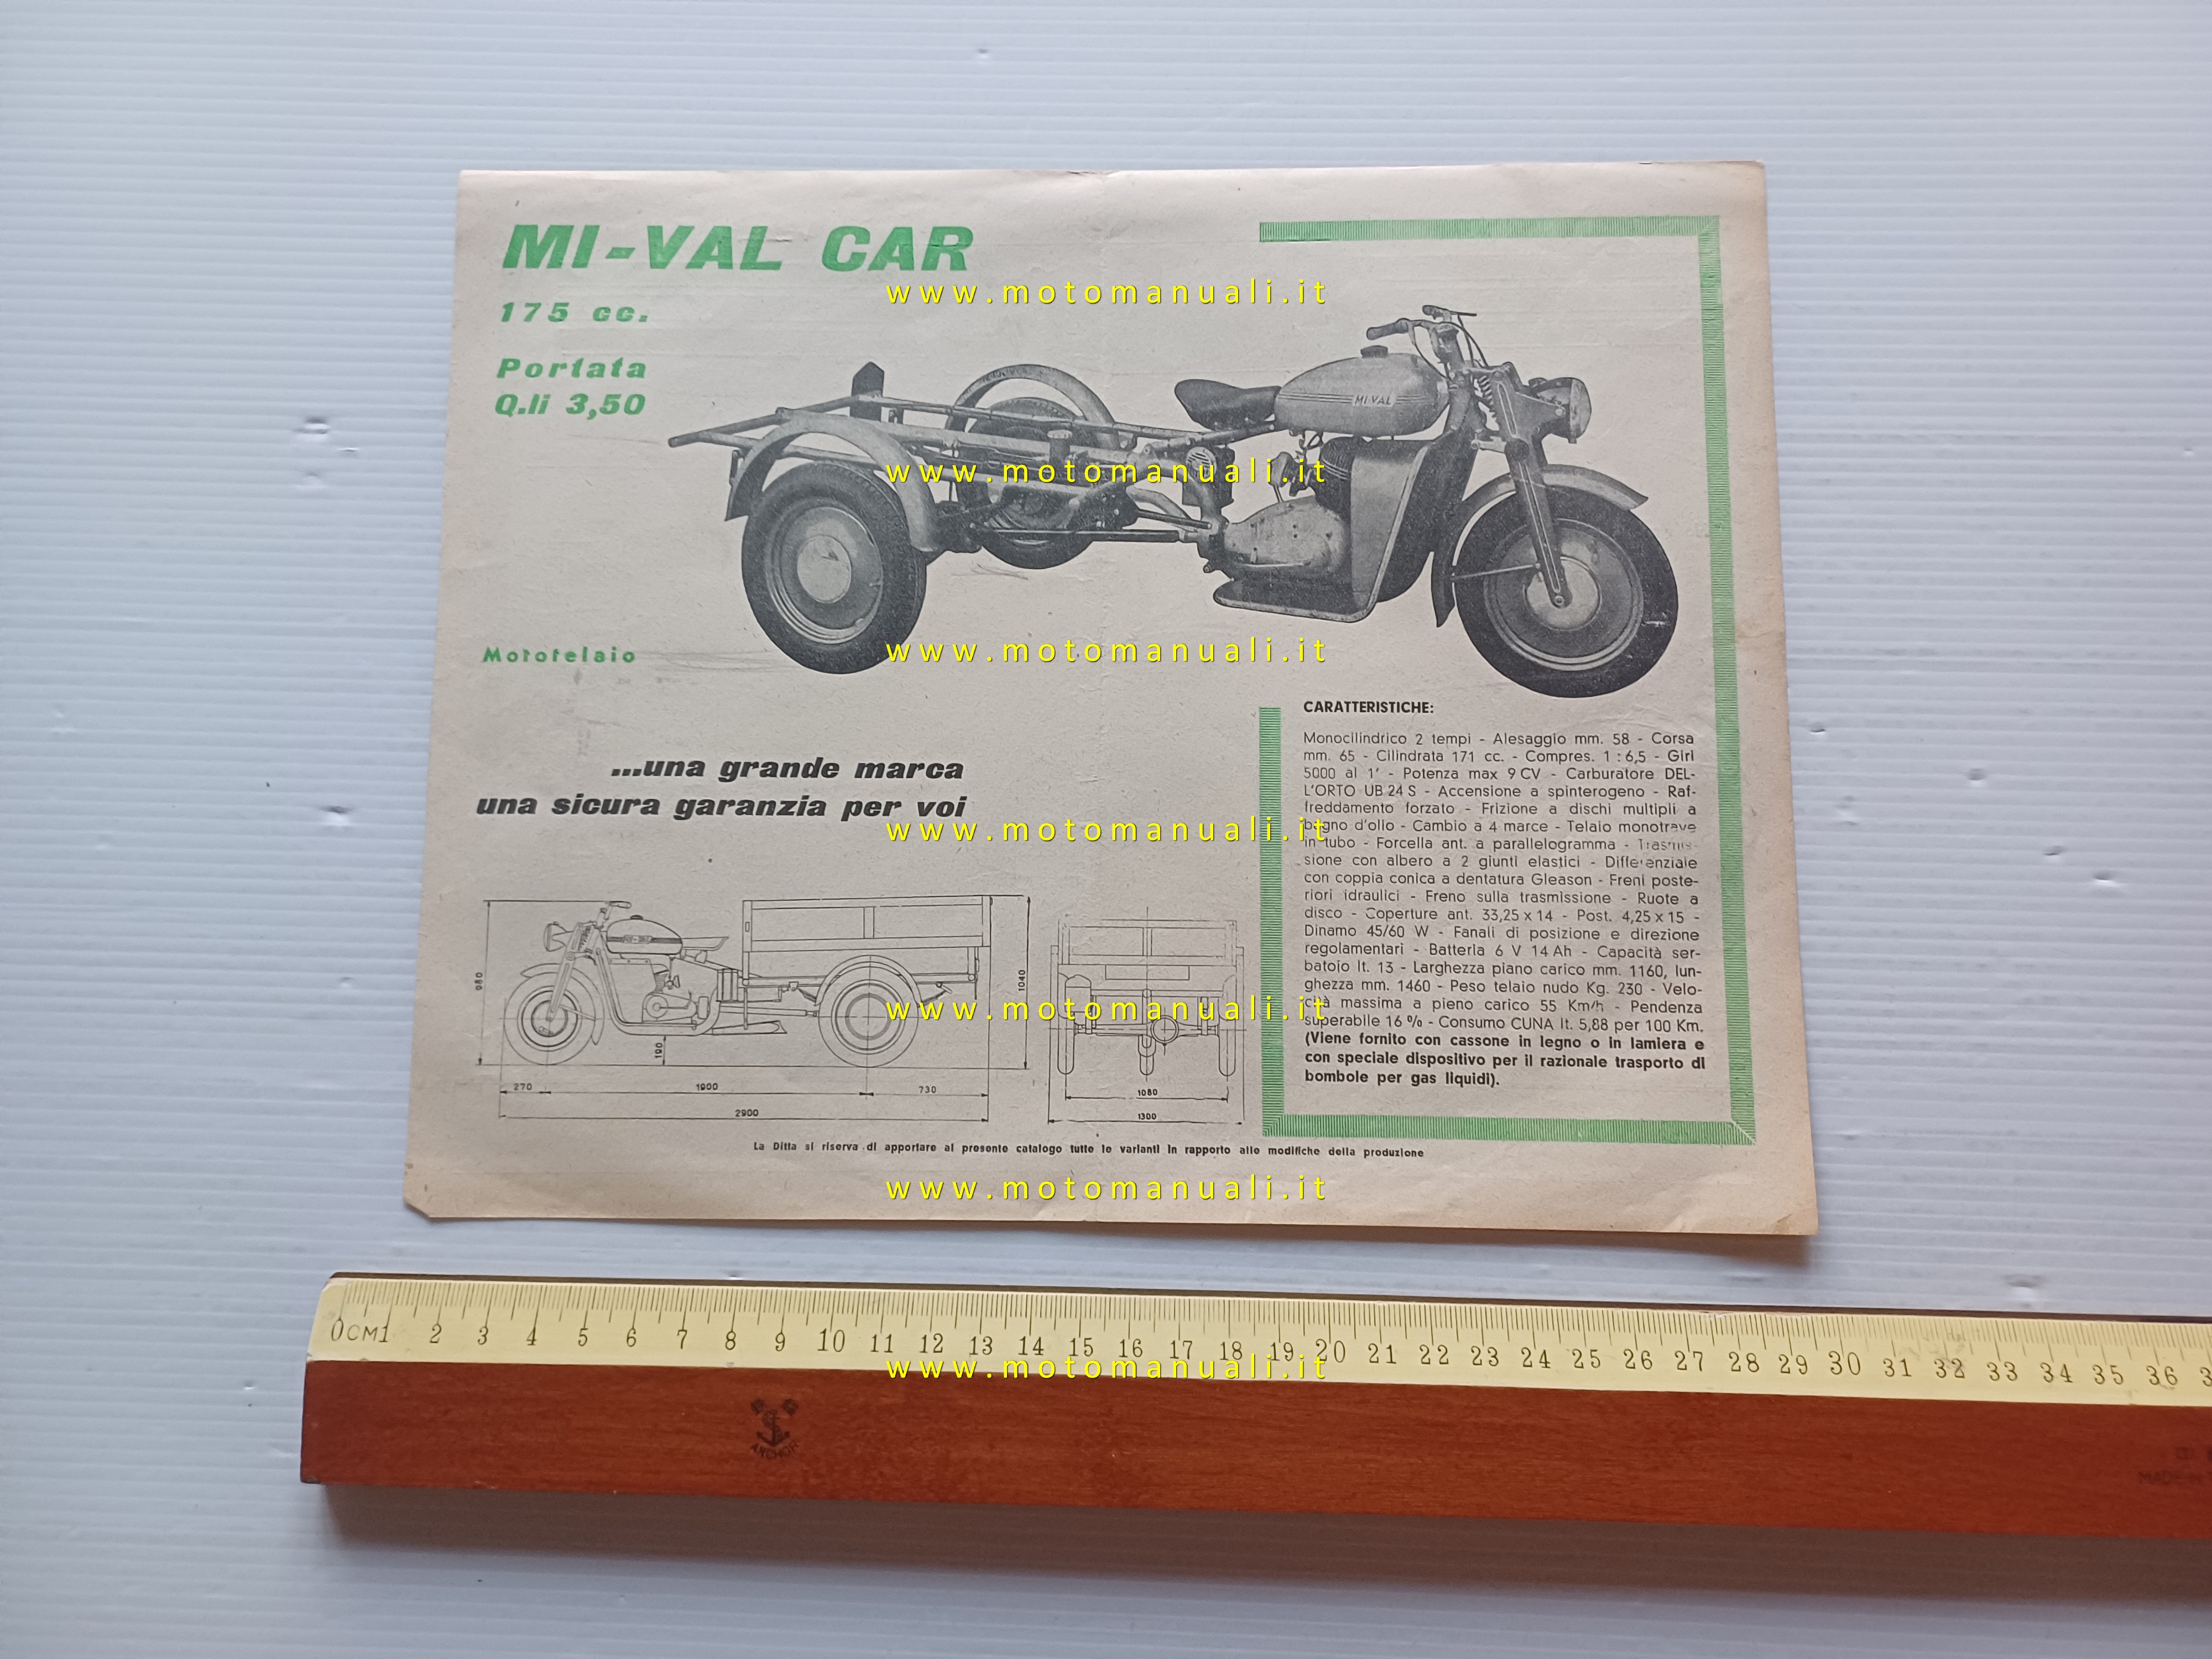 MI-VAL CAR
175 cc.
Portata
Q.li 3,50
MI-VAL
Mototelaio
...una grande marca
una sicura garanzia per voi
CARATTERISTICHE:
Monocilindrico 2 tempi - Alesaggio mm. 58 - Corsa
mm. 65 - Cilindrata 171 cc. - Compres. 1 : 6,5 - Giri
5000 al 1' - Potenza max 9 CV - Carburatore DEL-
L'ORTO UB 24 S - Accensione a spinterogeno - Raf-
freddamento forzato - Frizione a dischi multipli a
bagno d'olio - Cambio a 4 marce - Telaio monotrave
in tubo - Forcella ant. a parallelogramma - Trasmis-
sione con albero a 2 giunti elastici - Differenziale
con coppia conica a dentatura Gleason - Freni poste-
riori idraulici - Freno sulla trasmissione - Ruote a
disco - Coperture ant. 33,25 x 14 - Post. 4,25 x 15 -
Dinamo 45/60 W - Fanali di posizione e direzione
regolamentari - Batteria 6 V 14 Ah - Capacità ser-
batoio lt. 13 - Larghezza piano carico mm. 1160, lun-
ghezza mm. 1460 - Peso telaio nudo Kg. 230 - Velo-
cità massima a pieno carico 55 Km/h - Pendenza
superabile 16 % - Consumo CUNA lt. 5,88 per 100 Km.
(Viene fornito con cassone in legno o in lamiera e
con speciale dispositivo per il razionale trasporto di
bombole per gas liquidi).
980
1040
190
270 1900 730
2900
1080
1300
La Ditta si riserva di apportare al presente catalogo tutte le varianti in rapporto alle modifiche della produzione
www.motomanuali.it
www.motomanuali.it
www.motomanuali.it
www.motomanuali.it
www.motomanuali.it
www.motomanuali.it
www.motomanuali.it
0CM1 2 3 4 5 6 7 8 9 10 11 12 13 14 15 16 17 18 19 20 21 22 23 24 25 26 27 28 29 30 31 32 33 34 35 36
ANCHOR